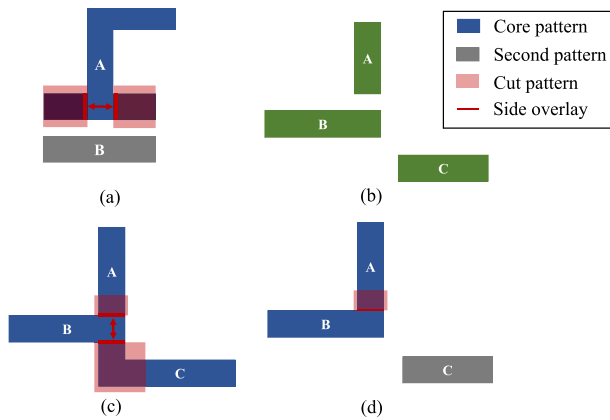 A
B
(a)
A
B
C
(b)
Core pattern
Second pattern
Cut pattern
Side overlay
A
B
C
(c)
A
B
(d)